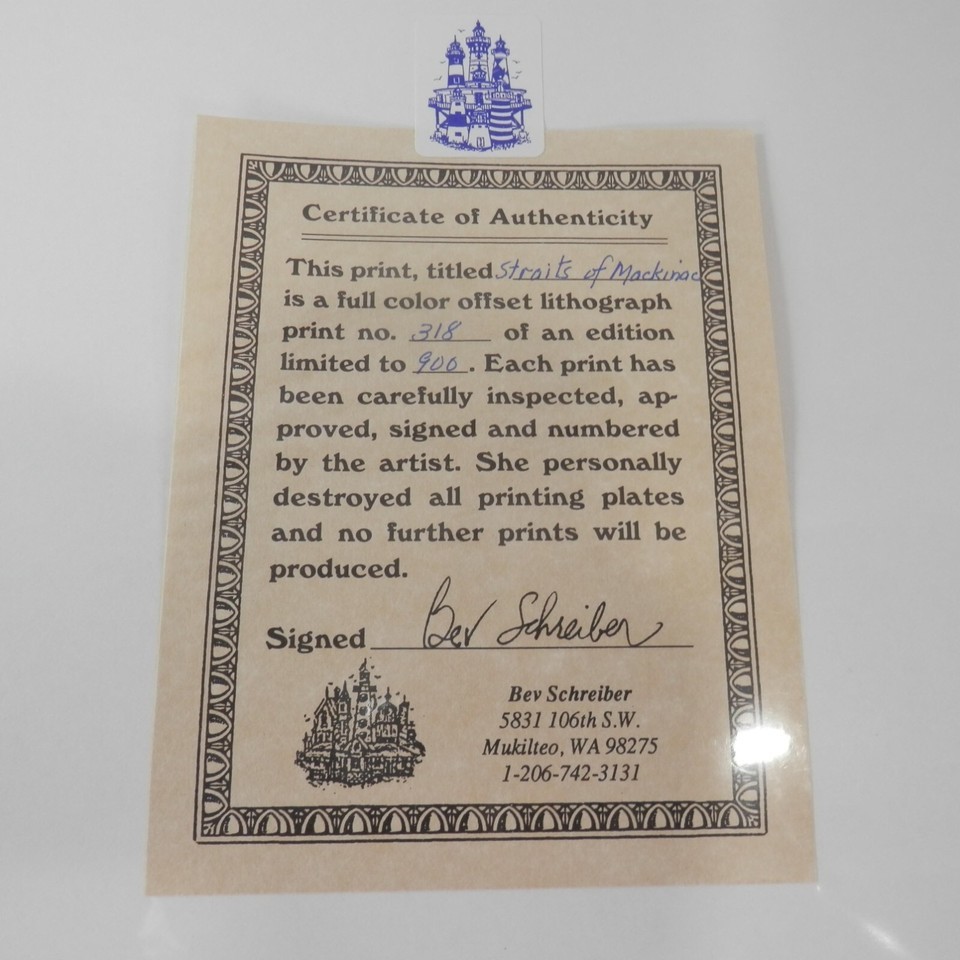 Certificate of Authenticity
This print, titled Straits of Mackinac
is a full color offset lithograph
print no. 318 of an edition
limited to 900. Each print has
been carefully inspected, ap-
proved, signed and numbered
by the artist. She personally
destroyed all printing plates
and no further prints will be
produced.
Signed Bev Schreiber
Bev Schreiber
5831 106th S.W.
Mukilteo, WA 98275
1-206-742-3131